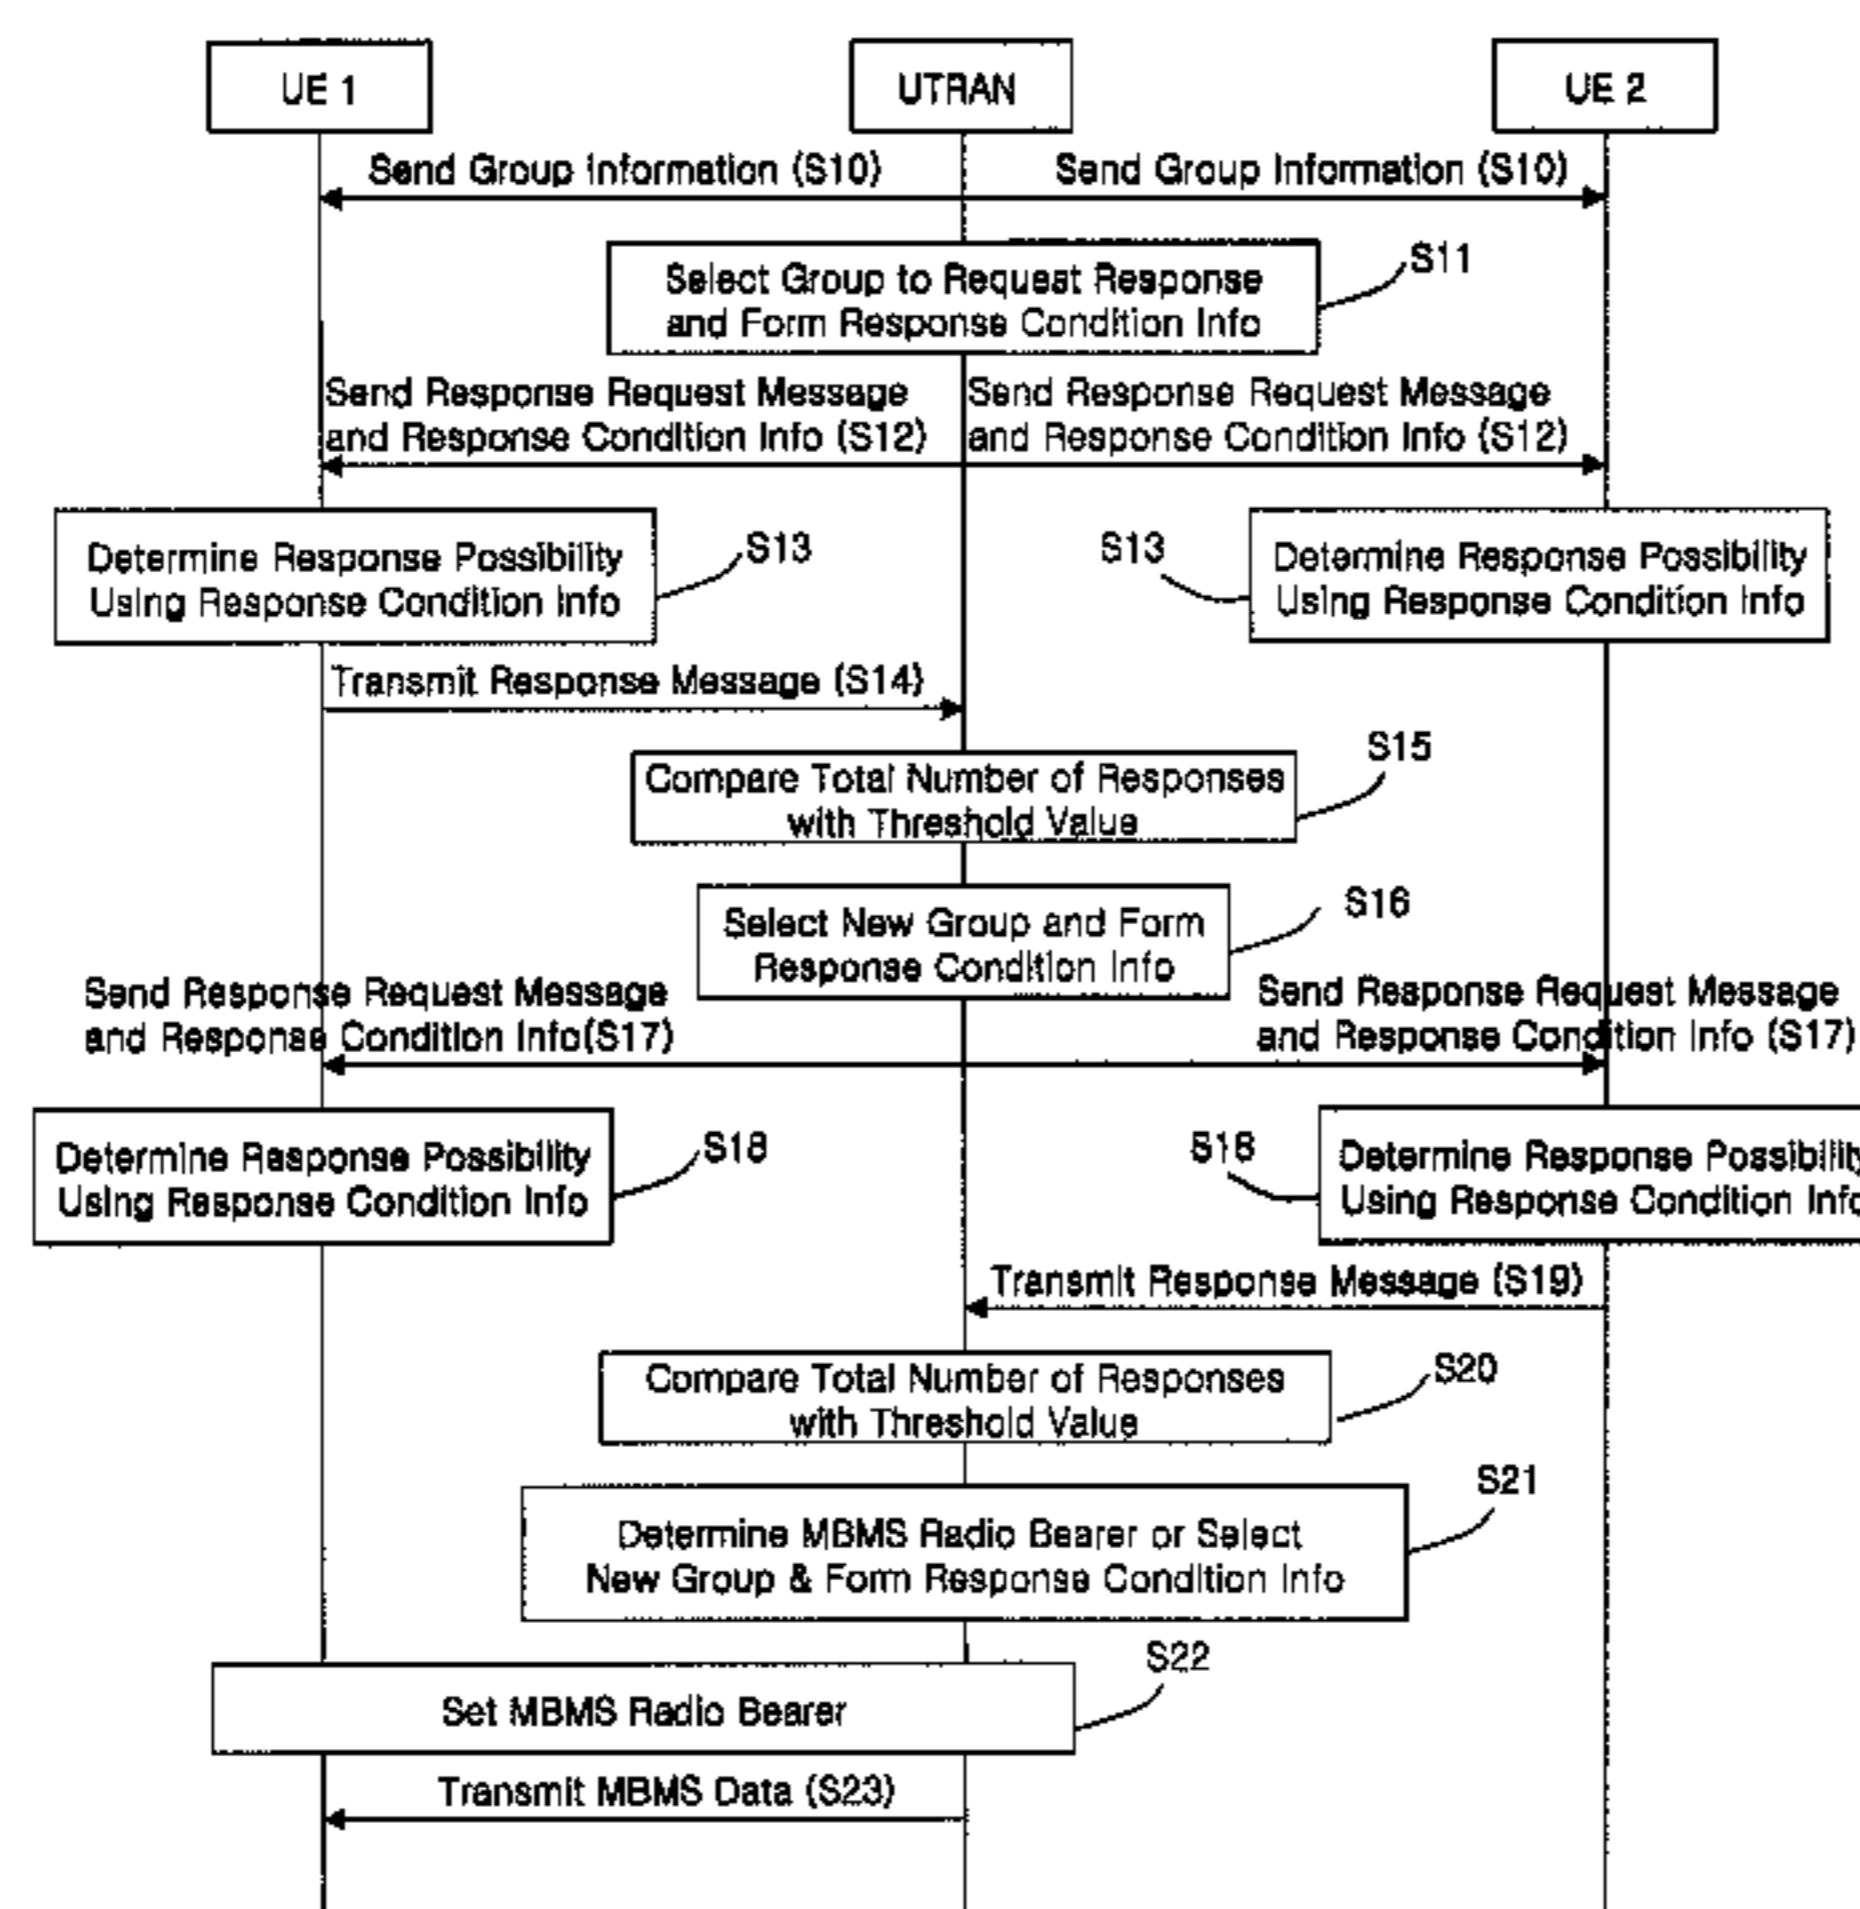 UE 1
UTRAN
UE 2
Send Group Information (S10)
Send Group Information (S10)
Select Group to Request Response
and Form Response Condition Info
S11
Send Response Request Message
and Response Condition Info (S12)
Send Response Request Message
and Response Condition Info (S12)
Determine Response Possibility
Using Response Condition Info
S13
S13
Determine Response Possibility
Using Response Condition Info
Transmit Response Message (S14)
Compare Total Number of Responses
with Threshold Value
S15
Select New Group and Form
Response Condition Info
S16
Send Response Request Message
and Response Condition Info(S17)
Send Response Request Message
and Response Condition Info (S17)
Determine Response Possibility
Using Response Condition Info
S18
S18
Determine Response Possibility
Using Response Condition Info
Transmit Response Message (S19)
Compare Total Number of Responses
with Threshold Value
S20
Determine MBMS Radio Bearer or Select
New Group & Form Response Condition Info
S21
Set MBMS Radio Bearer
S22
Transmit MBMS Data (S23)